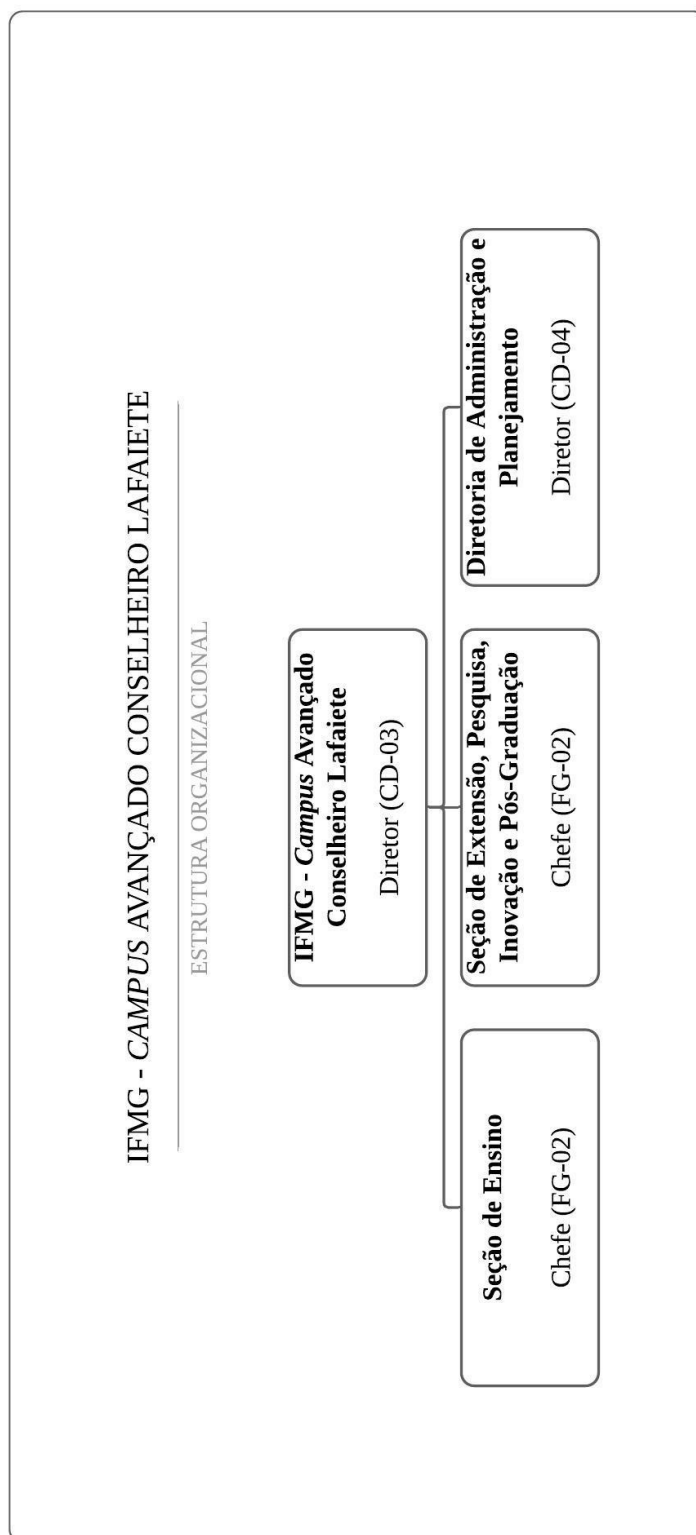 IFMG - CAMPUS AVANÇADO CONSELHEIRO LAFAIETE
ESTRUTURA ORGANIZACIONAL
IFMG - Campus Avançado
Conselheiro Lafaiete
Diretor (CD-03)
Seção de Ensino
Chefe (FG-02)
Seção de Extensão, Pesquisa,
Inovação e Pós-Graduação
Chefe (FG-02)
Diretoria de Administração e
Planejamento
Diretor (CD-04)